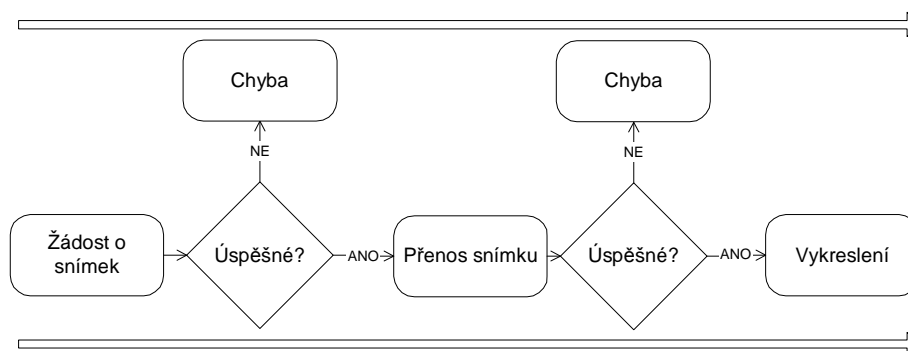 Chyba
Chyba
NE
NE
Žádost o
snímek
Úspěšné?
ANO
Přenos snímku
Úspěšné?
ANO
Vykreslení